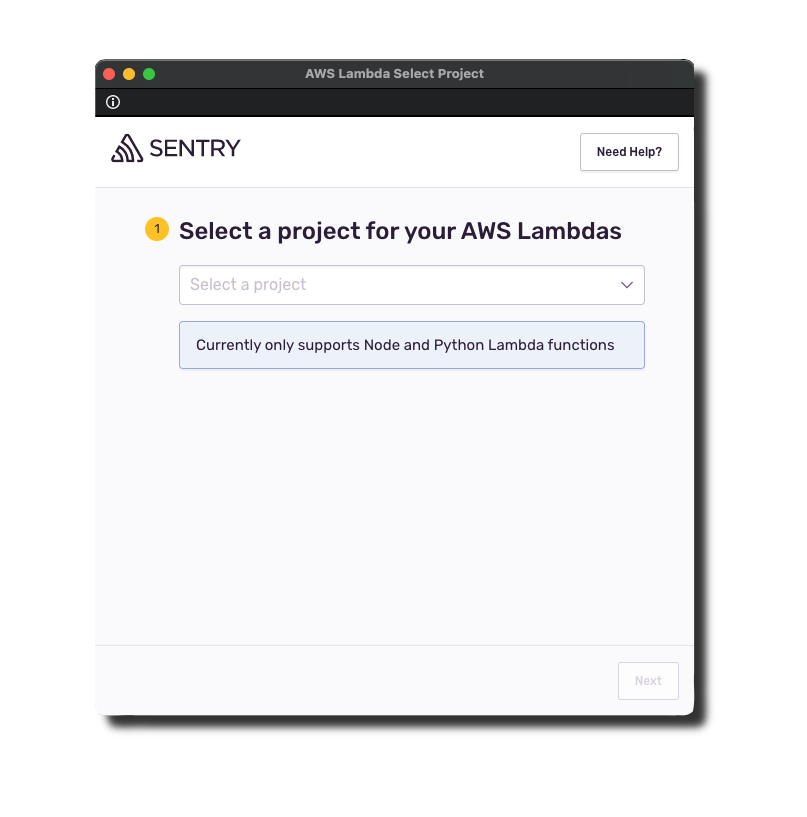 AWS Lambda Select Project
SENTRY
Need Help?
1
Select a project for your AWS Lambdas
Select a project
Currently only supports Node and Python Lambda functions
Next